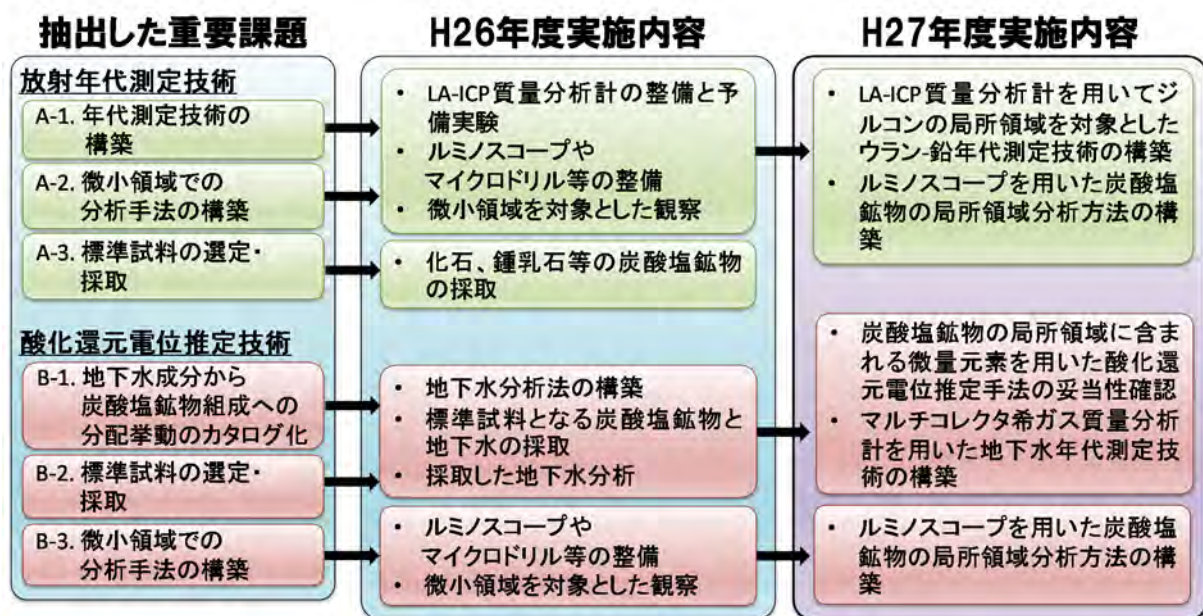 抽出した重要課題
放射年代測定技術
A-1. 年代測定技術の
構築
A-2. 微小領域での
分析手法の構築
A-3. 標準試料の選定・
採取
酸化還元電位推定技術
B-1. 地下水成分から
炭酸塩鉱物組成への
分配挙動のカタログ化
B-2. 標準試料の選定・
採取
B-3. 微小領域での
分析手法の構築
H26年度実施内容
• LA-ICP質量分析計の整備と予
備実験
• ルミノスコープや
マイクロドリル等の整備
• 微小領域を対象とした観察
• 化石、鍾乳石等の炭酸塩鉱物
の採取
• 地下水分析法の構築
• 標準試料となる炭酸塩鉱物と
地下水の採取
• 採取した地下水分析
• ルミノスコープや
マイクロドリル等の整備
• 微小領域を対象とした観察
H27年度実施内容
• LA-ICP質量分析計を用いてジ
ルコンの局所領域を対象とした
ウラン-鉛年代測定技術の構築
• ルミノスコープを用いた炭酸塩
鉱物の局所領域分析方法の構
築
• 炭酸塩鉱物の局所領域に含ま
れる微量元素を用いた酸化還
元電位推定手法の妥当性確認
• マルチコレクタ希ガス質量分析
計を用いた地下水年代測定技
術の構築
• ルミノスコープを用いた炭酸塩
鉱物の局所領域分析方法の構
築